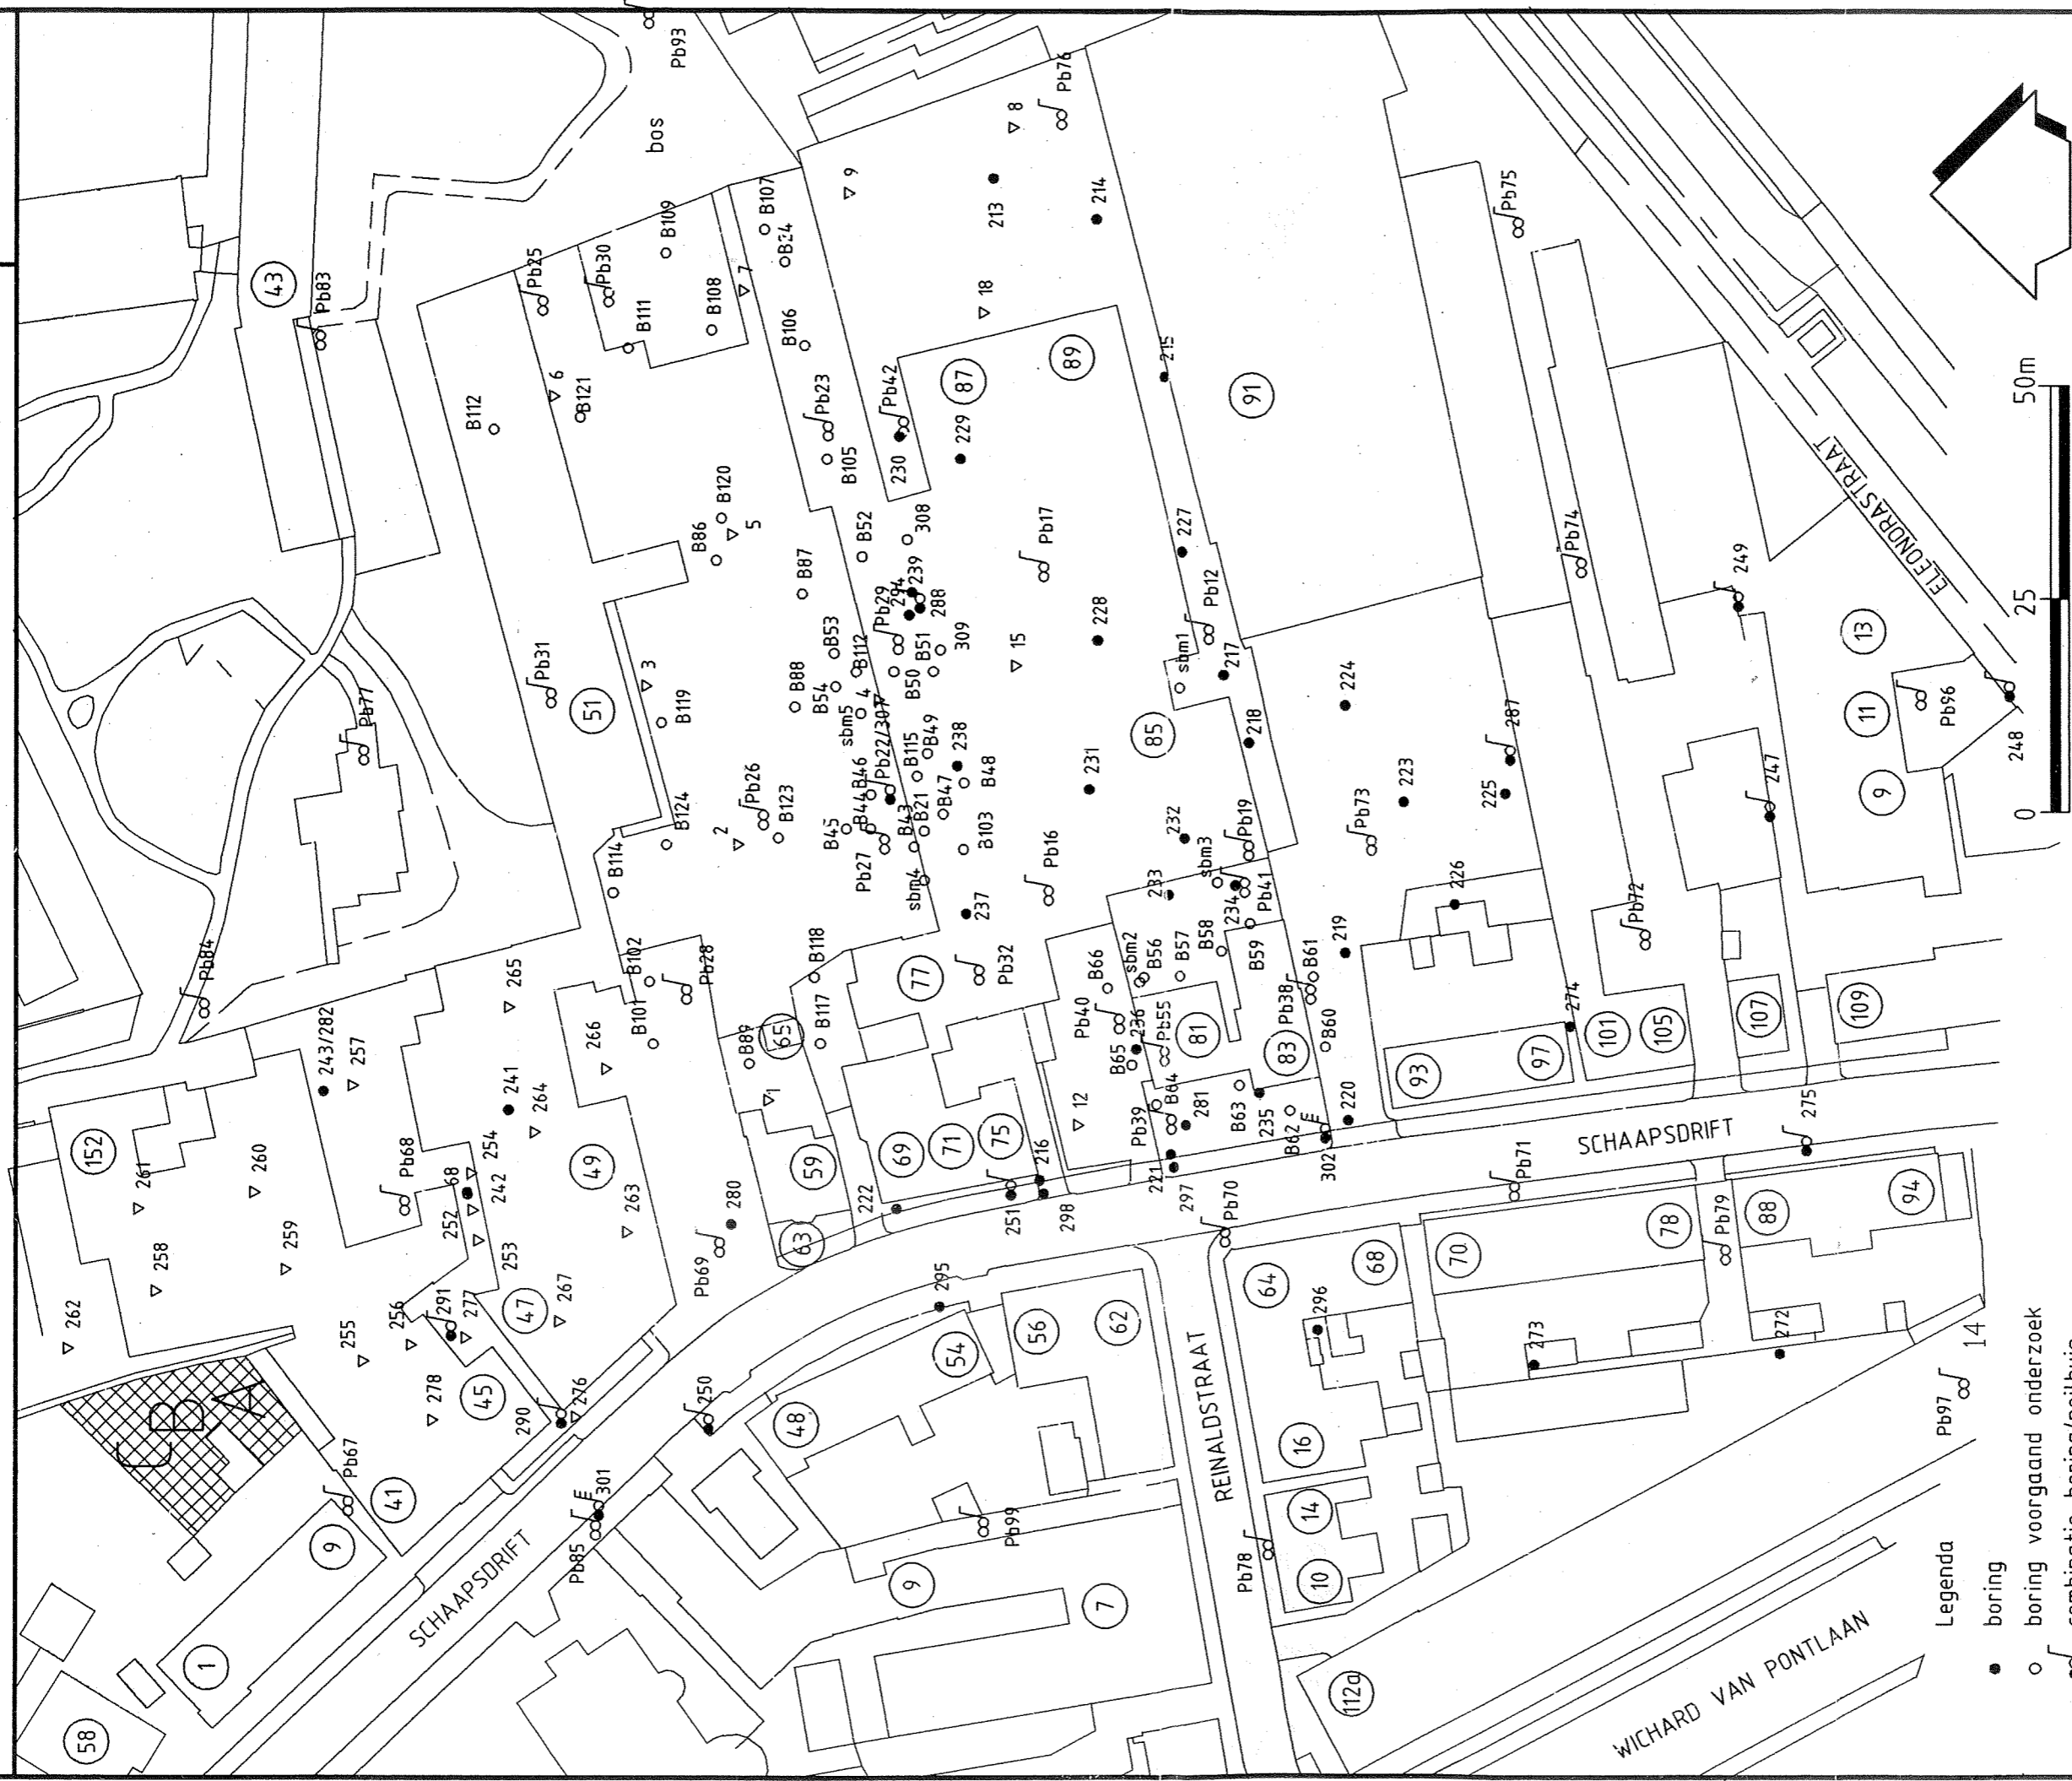 58
1
9
41
Pb67
C
B
A
262
258
261
152
259
260
243/282
257
255
256
278
45
291
277
290
276
47
267
253
252
242
68
254
Pb68
241
264
49
263
266
265
Pb84
43
Pb83
Pb77
Pb93
bos
Pb25
Pb30
B109
B111
B108
7
B107
B24
B106
B112
6
B121
B120
B86
5
B87
Pb23
B105
Pb31
51
3
B119
B124
B114
2
Pb26
B123
B88
B54
B53
B102
B101
Pb28
B89
65
B117
B118
1
59
63
280
Pb69
9
8
Pb76
213
214
18
87
89
Pb42
230
229
215
91
B52
308
239
294
288
Pb29
B51
309
B50
B112
4
sbm5
Pb22/307
B46
B44
B45
B49
B115
238
B48
B47
B21
B43
B103
Pb27
sbm4
237
Pb32
77
Pb17
15
228
227
Pb12
sbm1
217
85
218
231
232
Pb16
Pb19
sbm3
233
234
Pb41
B58
B59
B57
B56
sbm2
B66
Pb40
236
Pb55
B65
81
83
Pb38
B61
B60
B64
Pb39
12
281
B63
235
B62
302
E
220
221
297
69
71
75
222
216
251
298
224
223
Pb73
225
287
226
219
93
97
274
101
105
107
109
Pb72
247
249
Pb74
Pb75
13
11
9
Pb96
248
275
ELEONORASTRAAT
SCHAAPSDRIFT
Pb71
Pb70
Pb79
64
68
70
78
88
94
296
273
272
16
14
10
Pb78
112a
REINALDSTRAAT
62
56
54
295
48
250
301
E
Pb85
SCHAAPSDRIFT
Pb99
9
7
WICHARD VAN PONTLAAN
Pb97
14
0
25
50m
Legenda
boring
boring voorgaand onderzoek